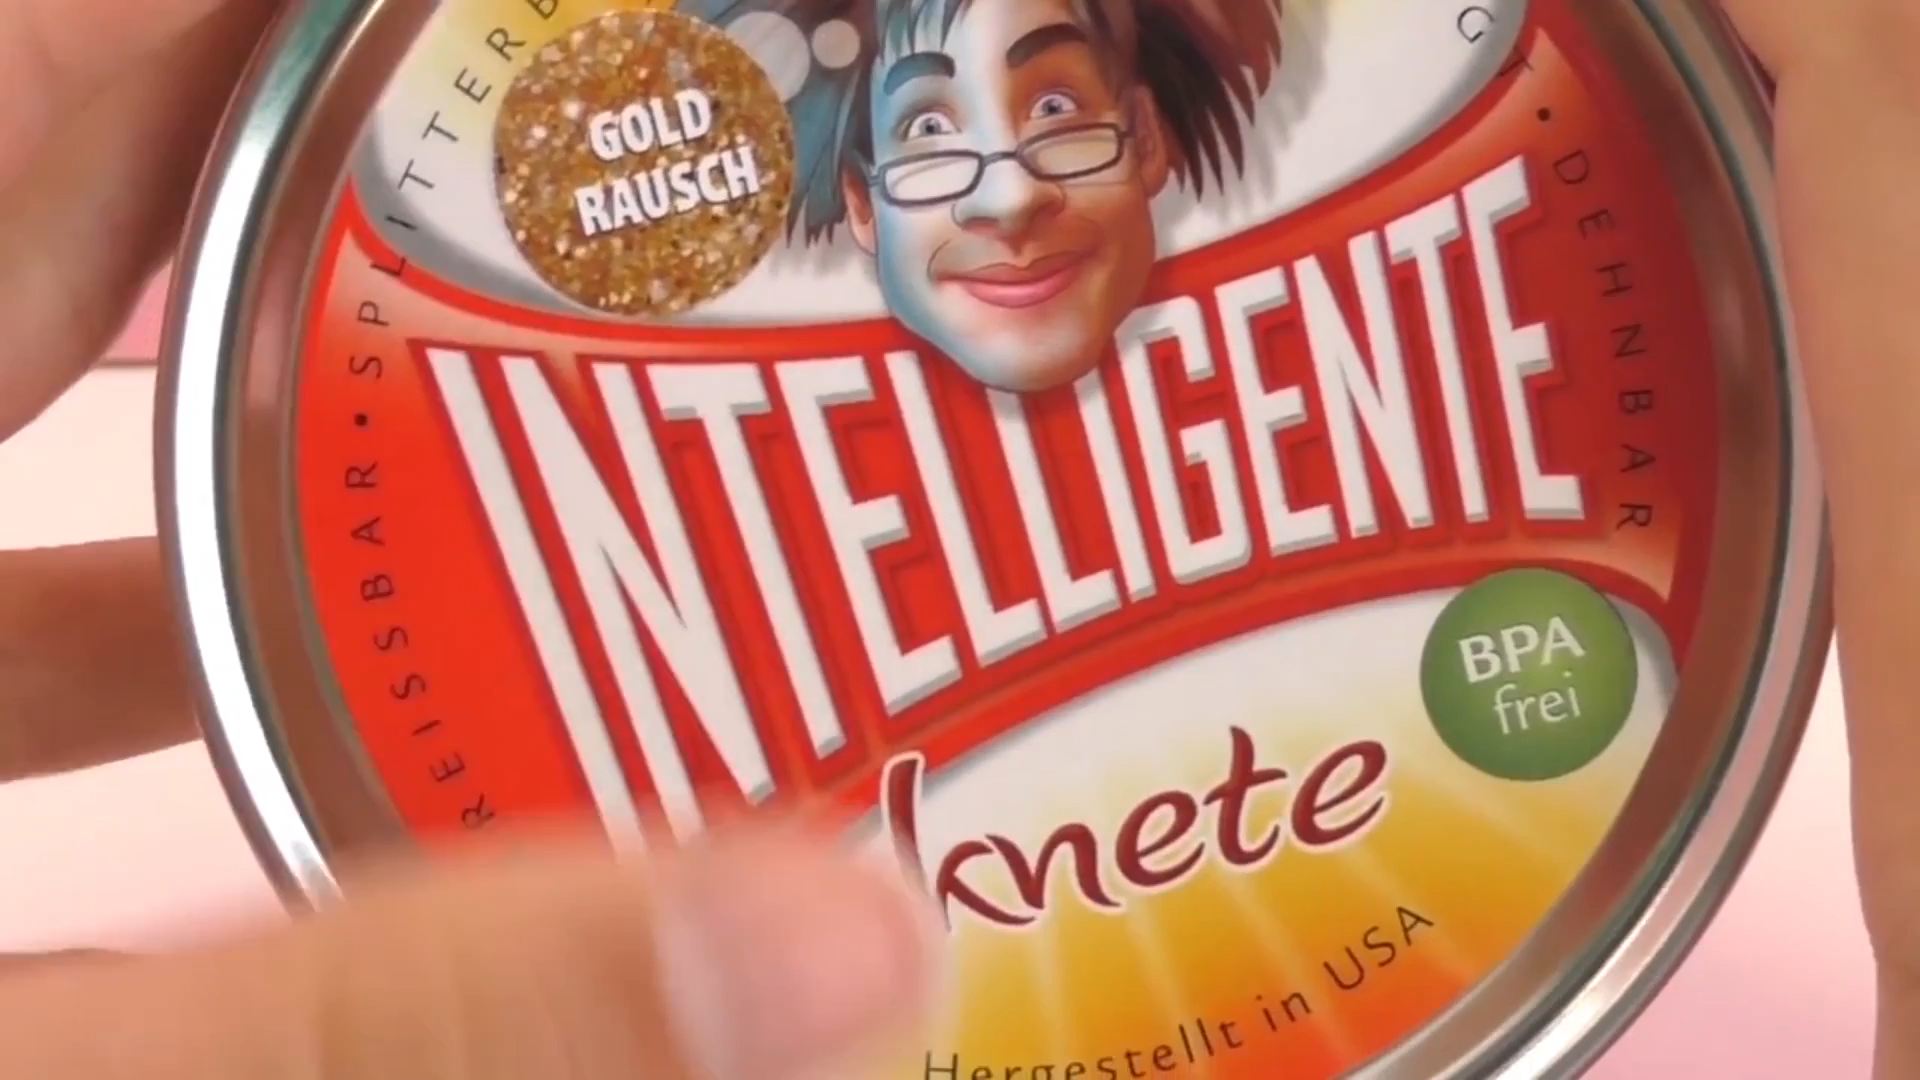 GOLD
RAUSCH
INTELLIGENTE
knete
BPA
frei
REISSBAR • SPLITTERB
• DEHNBAR
Hergestellt in USA